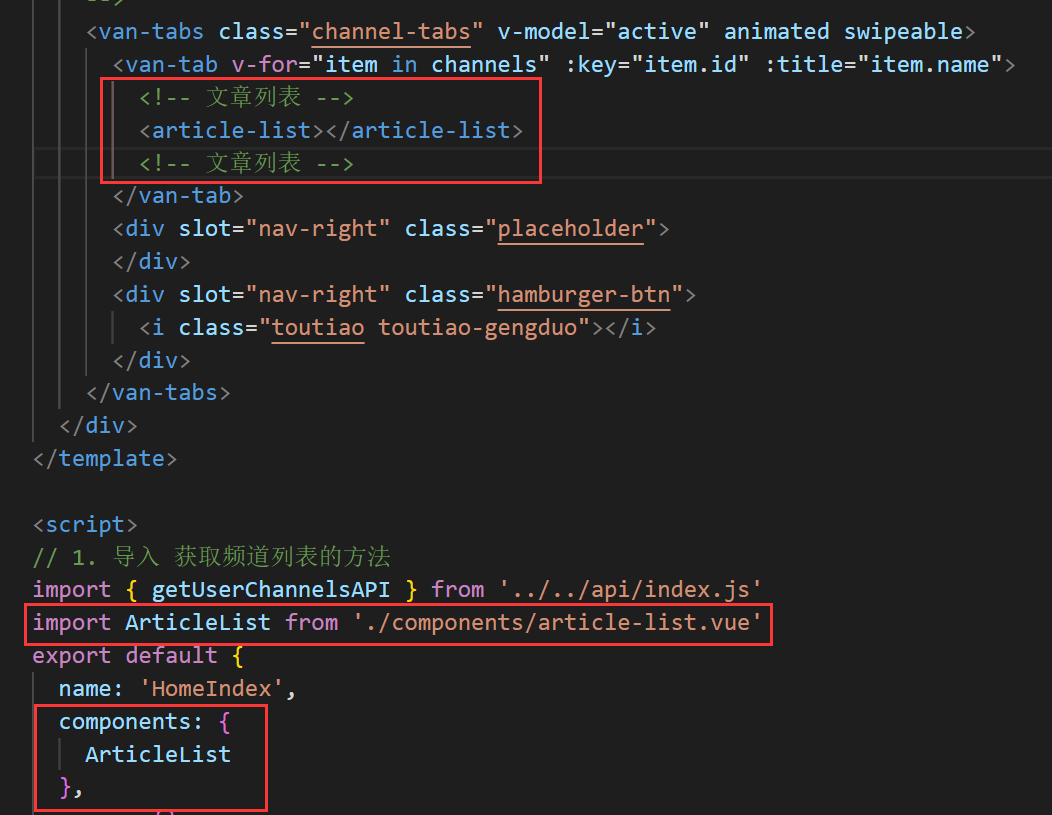 -->
<van-tabs class="channel-tabs" v-model="active" animated swipeable>
<van-tab v-for="item in channels" :key="item.id" :title="item.name">
<!-- 文章列表 -->
<article-list></article-list>
<!-- 文章列表 -->
</van-tab>
<div slot="nav-right" class="placeholder">
</div>
<div slot="nav-right" class="hamburger-btn">
<i class="toutiao toutiao-gengduo"></i>
</div>
</van-tabs>
</div>
</template>
<script>
// 1. 导入 获取频道列表的方法
import { getUserChannelsAPI } from '../../api/index.js'
import ArticleList from './components/article-list.vue'
export default {
name: 'HomeIndex',
components: {
ArticleList
},